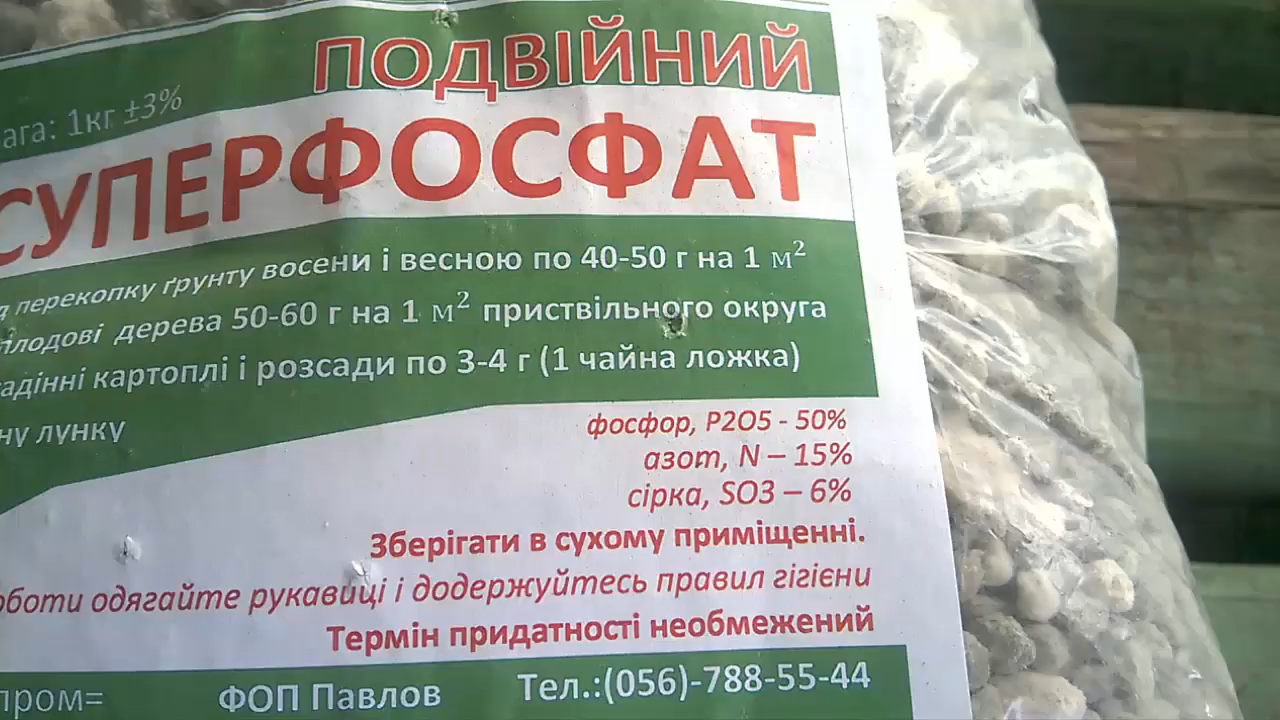 ПОДВІЙНИЙ
ага: 1кг ±3%
СУПЕРФОСФАТ
перекопку ґрунту восени і весною по 40-50 г на 1 м²
плодові дерева 50-60 г на 1 м² приствільного округа
адінні картоплі і розсади по 3-4 г (1 чайна ложка)
ну лунку
фосфор, P2O5 - 50%
азот, N – 15%
сірка, SO3 – 6%
Зберігати в сухому приміщенні.
оботи одягайте рукавиці і додержуйтесь правил гігієни
Термін придатності необмежений
пром= ФОП Павлов Тел.:(056)-788-55-44